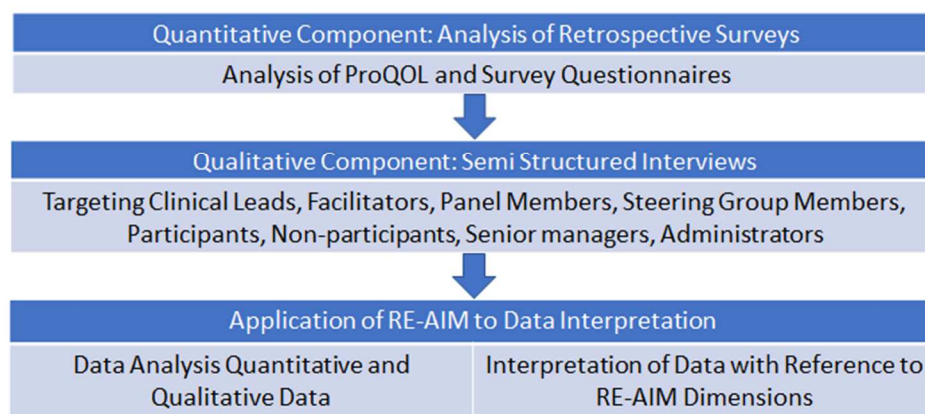 Quantitative Component: Analysis of Retrospective Surveys
Analysis of ProQOL and Survey Questionnaires
Qualitative Component: Semi Structured Interviews
Targeting Clinical Leads, Facilitators, Panel Members, Steering Group Members,
Participants, Non-participants, Senior managers, Administrators
Application of RE-AIM to Data Interpretation
Data Analysis Quantitative and
Qualitative Data
Interpretation of Data with Reference to
RE-AIM Dimensions